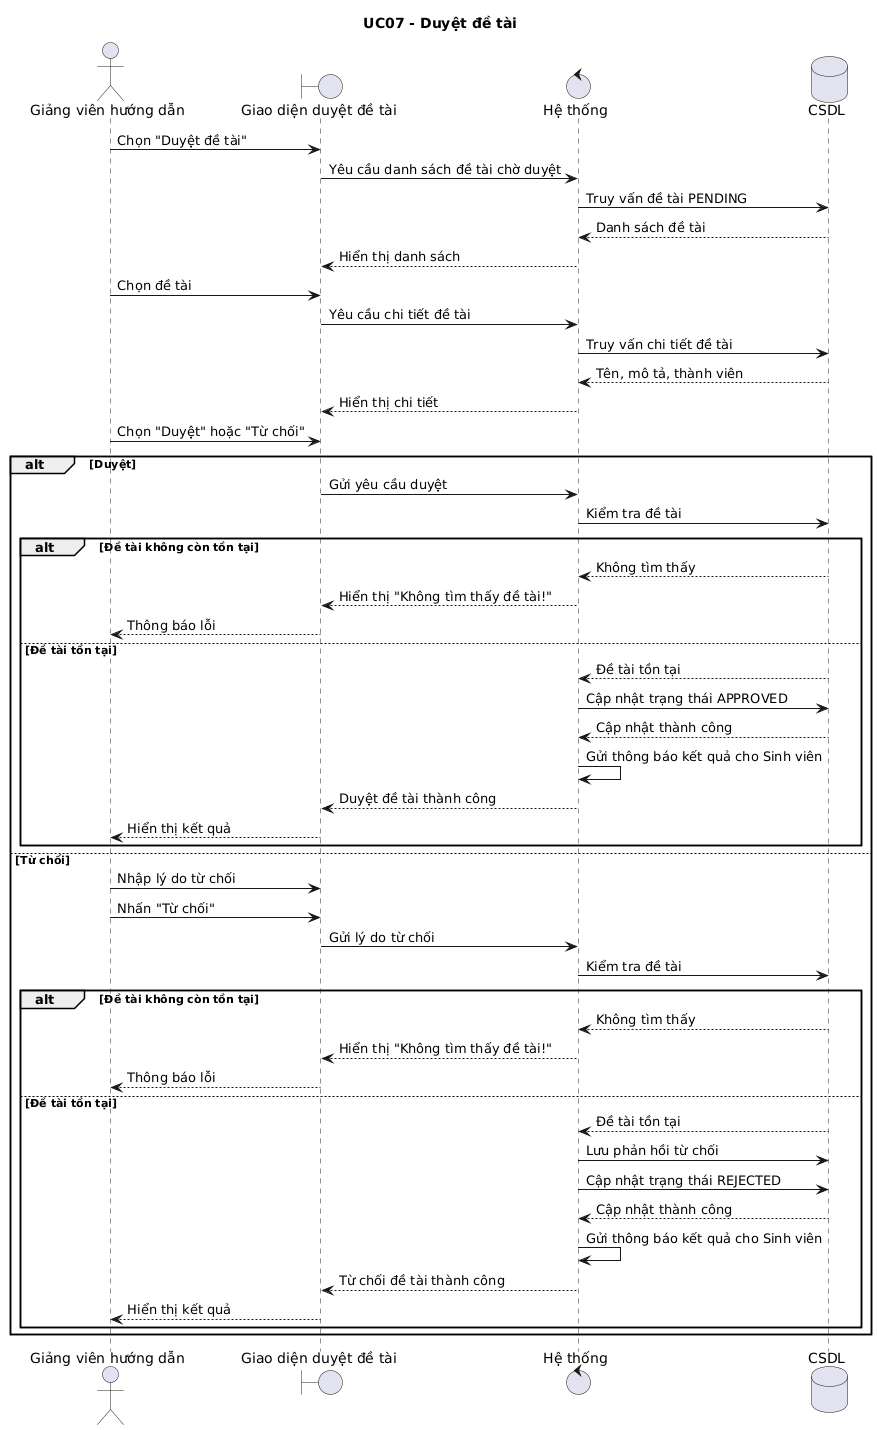 UC07 - Duyệt đề tài
Giảng viên hướng dẫn
Giao diện duyệt đề tài
Hệ thống
CSDL
Chọn "Duyệt đề tài"
Yêu cầu danh sách đề tài chờ duyệt
Truy vấn đề tài PENDING
Danh sách đề tài
Hiển thị danh sách
Chọn đề tài
Yêu cầu chi tiết đề tài
Truy vấn chi tiết đề tài
Tên, mô tả, thành viên
Hiển thị chi tiết
Chọn "Duyệt" hoặc "Từ chối"
alt [Duyệt]
Gửi yêu cầu duyệt
Kiểm tra đề tài
alt [Đề tài không còn tồn tại]
Không tìm thấy
Hiển thị "Không tìm thấy đề tài!"
Thông báo lỗi
[Đề tài tồn tại]
Đề tài tồn tại
Cập nhật trạng thái APPROVED
Cập nhật thành công
Gửi thông báo kết quả cho Sinh viên
Duyệt đề tài thành công
Hiển thị kết quả
[Từ chối]
Nhập lý do từ chối
Nhấn "Từ chối"
Gửi lý do từ chối
Kiểm tra đề tài
alt [Đề tài không còn tồn tại]
Không tìm thấy
Hiển thị "Không tìm thấy đề tài!"
Thông báo lỗi
[Đề tài tồn tại]
Đề tài tồn tại
Lưu phản hồi từ chối
Cập nhật trạng thái REJECTED
Cập nhật thành công
Gửi thông báo kết quả cho Sinh viên
Từ chối đề tài thành công
Hiển thị kết quả
Giảng viên hướng dẫn
Giao diện duyệt đề tài
Hệ thống
CSDL